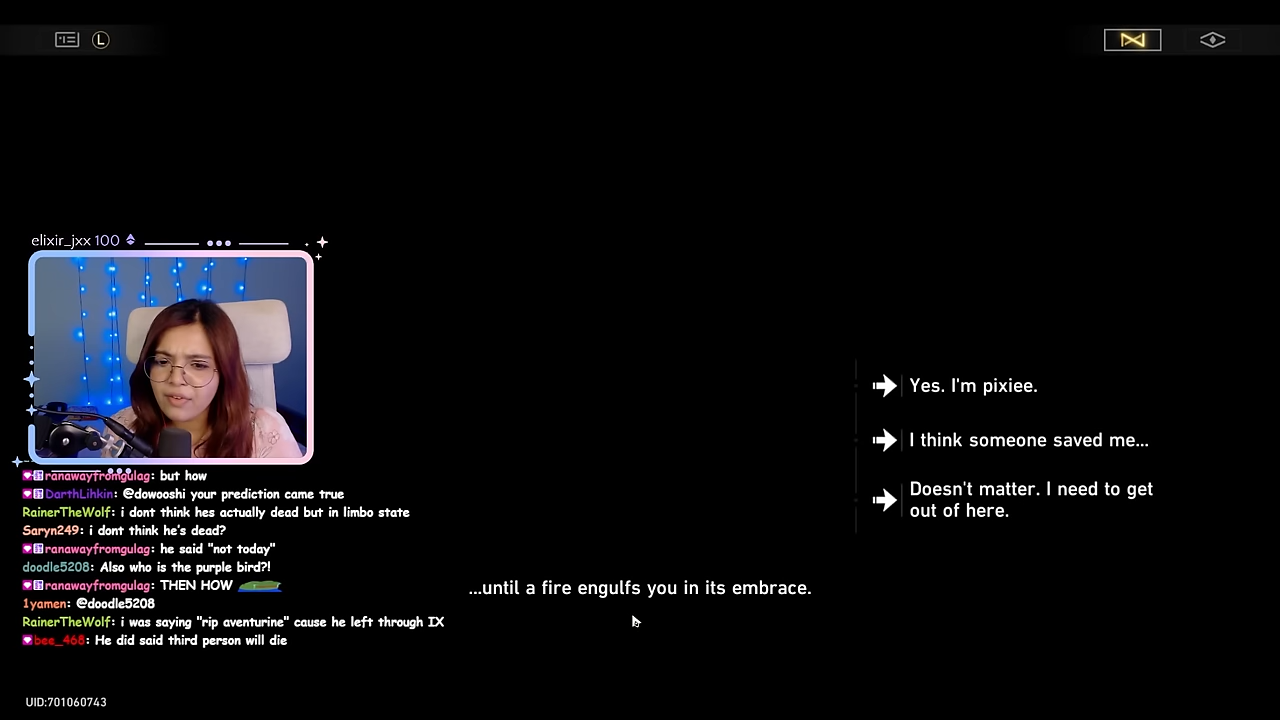 L
elixir_jxx 100
Yes. I'm pixiee.
I think someone saved me...
Doesn't matter. I need to get
out of here.
ranawayfromgulag: but how
DarthLihkin: @dowooshi your prediction came true
RainerTheWolf: i dont think hes actually dead but in limbo state
Saryn249: i dont think he's dead?
ranawayfromgulag: he said "not today"
doodle5208: Also who is the purple bird?!
ranawayfromgulag: THEN HOW
1yamen: @doodle5208
RainerTheWolf: i was saying "rip aventurine" cause he left through IX
bee_468: He did said third person will die
...until a fire engulfs you in its embrace.
UID:701060743